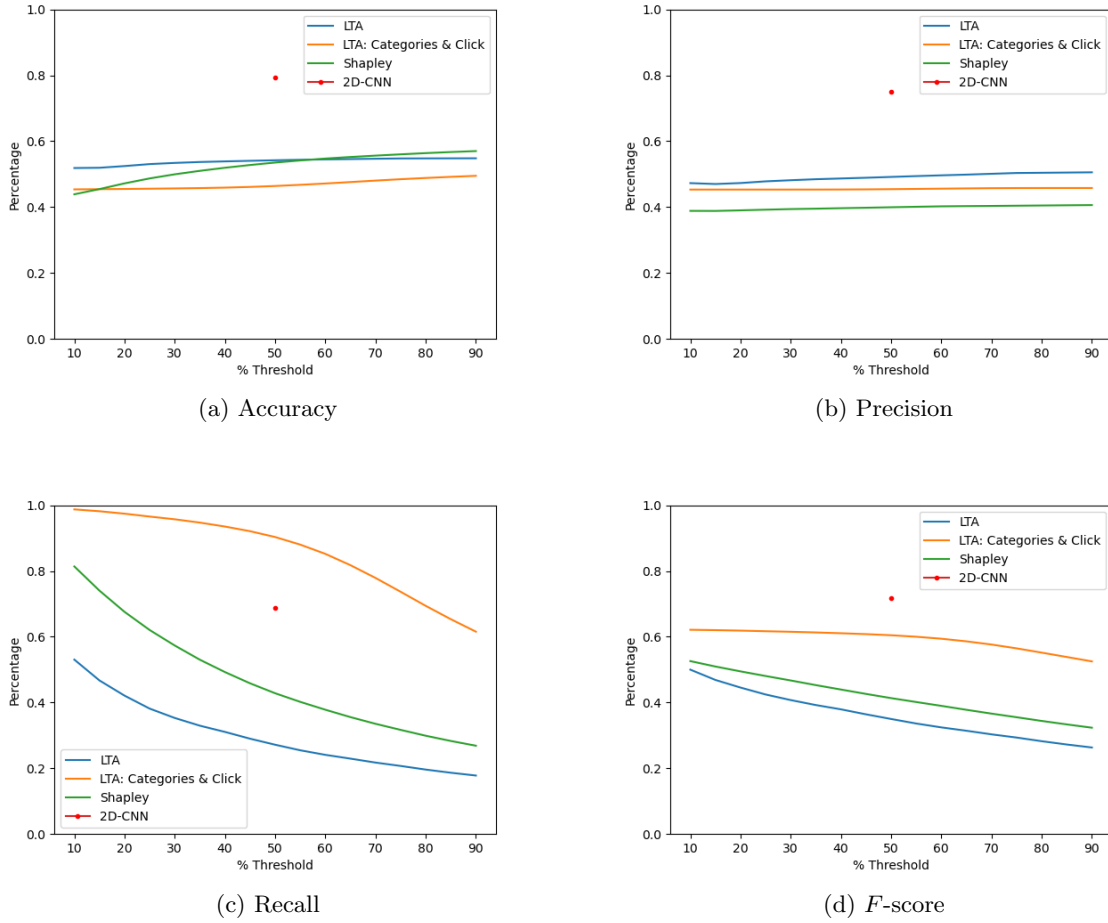 1.0
0.8
0.6
0.4
0.2
0.0
Percentage
10 20 30 40 50 60 70 80 90
% Threshold
LTA
LTA: Categories & Click
Shapley
2D-CNN
(a) Accuracy
1.0
0.8
0.6
0.4
0.2
0.0
Percentage
10 20 30 40 50 60 70 80 90
% Threshold
LTA
LTA: Categories & Click
Shapley
2D-CNN
(b) Precision
1.0
0.8
0.6
0.4
0.2
0.0
Percentage
10 20 30 40 50 60 70 80 90
% Threshold
LTA
LTA: Categories & Click
Shapley
2D-CNN
(c) Recall
1.0
0.8
0.6
0.4
0.2
0.0
Percentage
10 20 30 40 50 60 70 80 90
% Threshold
LTA
LTA: Categories & Click
Shapley
2D-CNN
(d) F-score